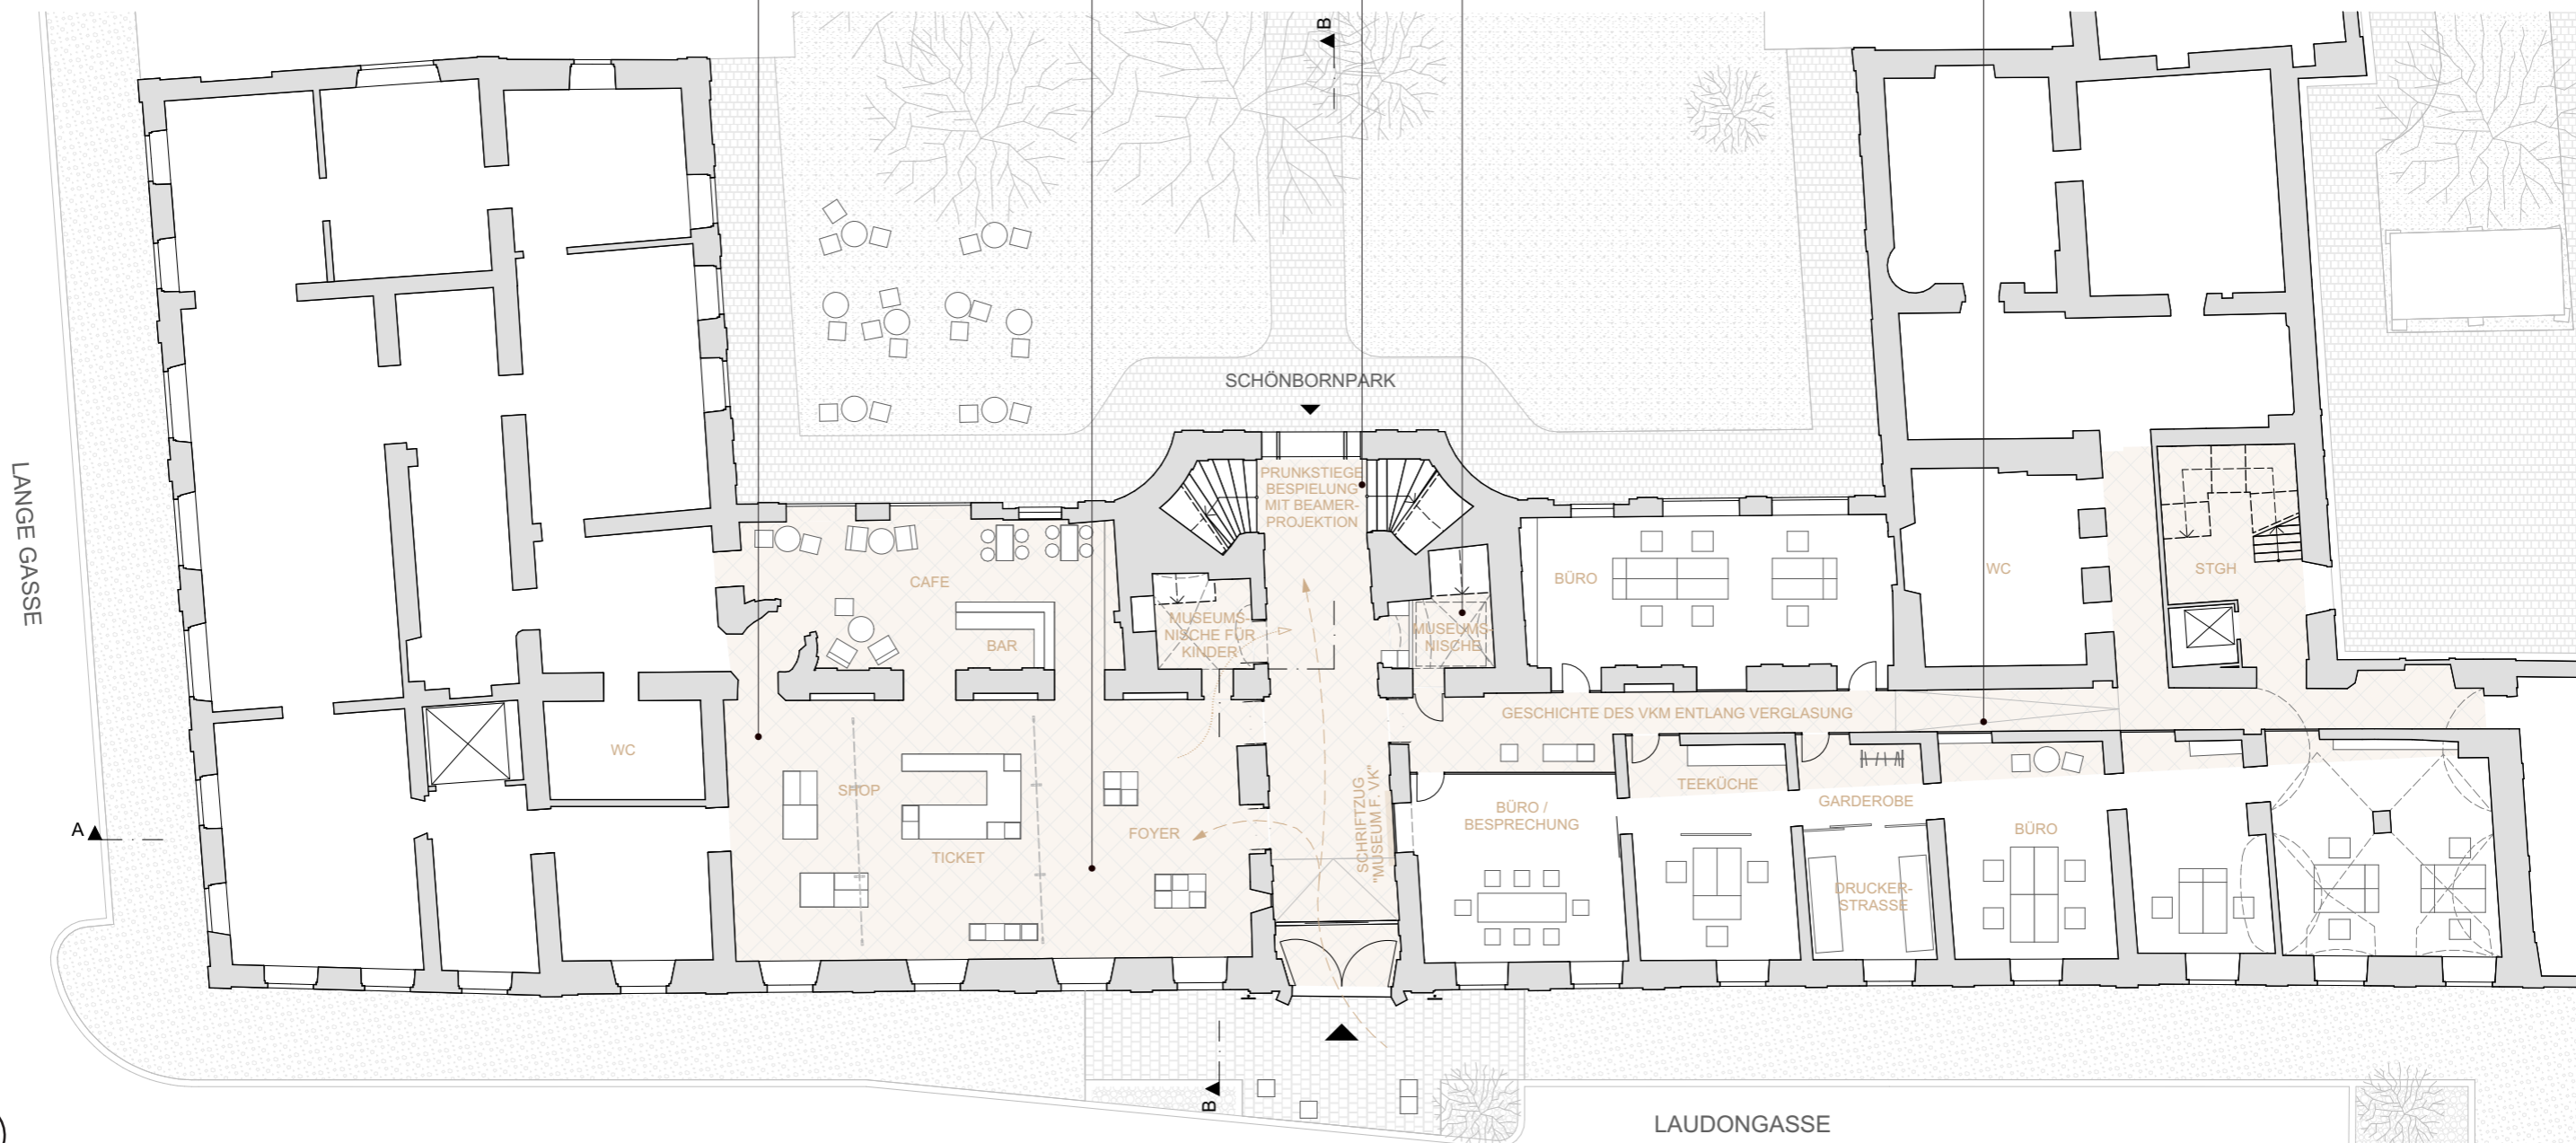 B
SCHÖNBORNPARK
LANGE GASSE
PRUNKSTIEGE
BESPIELUNG
MIT BEAMER-
PROJEKTION
CAFE
BAR
MUSEUMS-
NISCHE FÜR
KINDER
MUSEUMS-
NISCHE
BÜRO
WC
STGH
WC
GESCHICHTE DES VKM ENTLANG VERGLASUNG
SHOP
TICKET
FOYER
SCHRIFTZUG
"MUSEUM F. VK"
BÜRO /
BESPRECHUNG
TEEKÜCHE
GARDEROBE
BÜRO
DRUCKER-
STRASSE
A
B
LAUDONGASSE